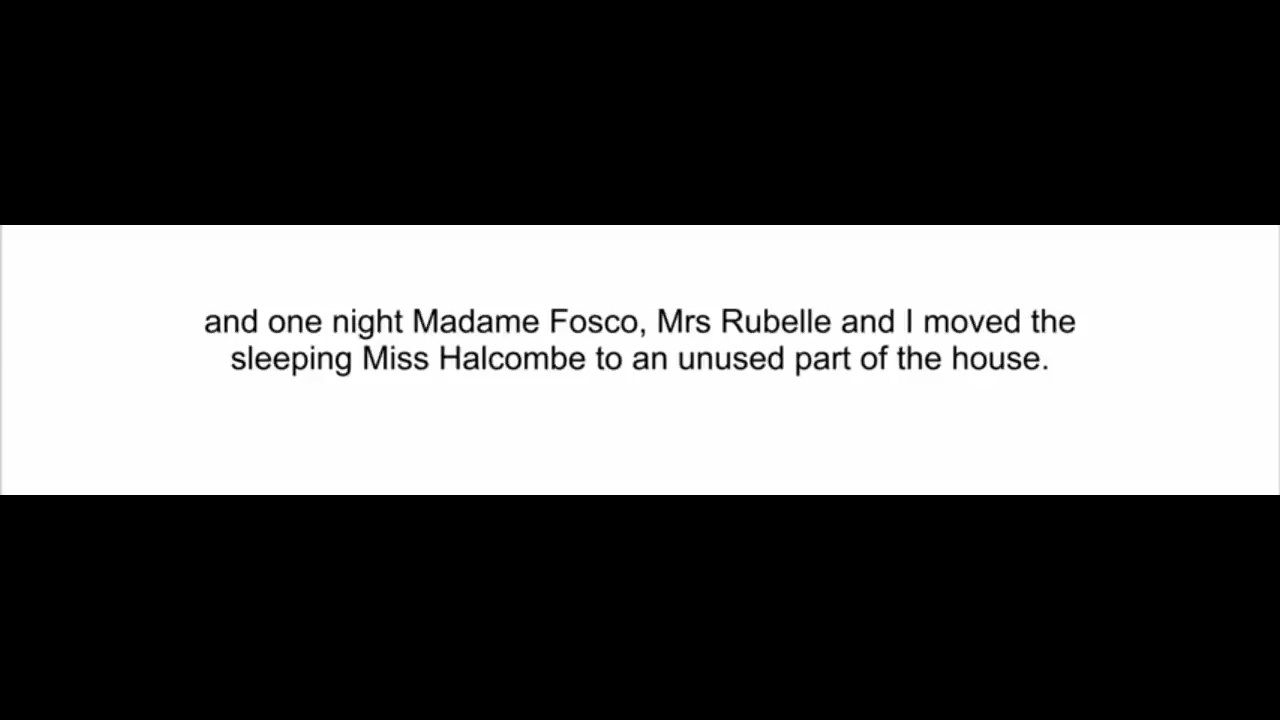 and one night Madame Fosco, Mrs Rubelle and I moved the
sleeping Miss Halcombe to an unused part of the house.